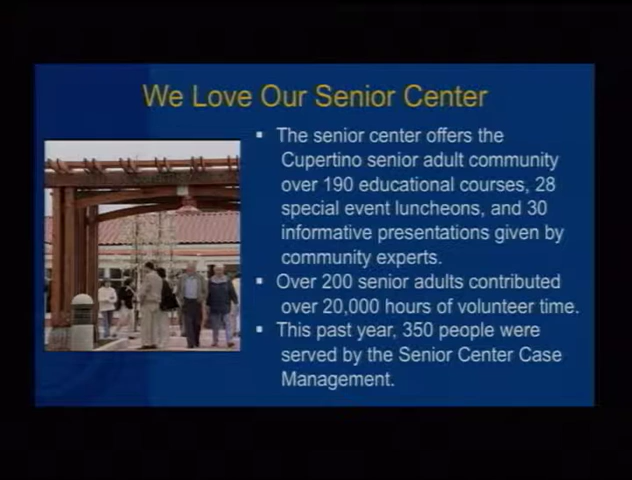 We Love Our Senior Center
▪ The senior center offers the
Cupertino senior adult community
over 190 educational courses, 28
special event luncheons, and 30
informative presentations given by
community experts.
▪ Over 200 senior adults contributed
over 20,000 hours of volunteer time.
▪ This past year, 350 people were
served by the Senior Center Case
Management.